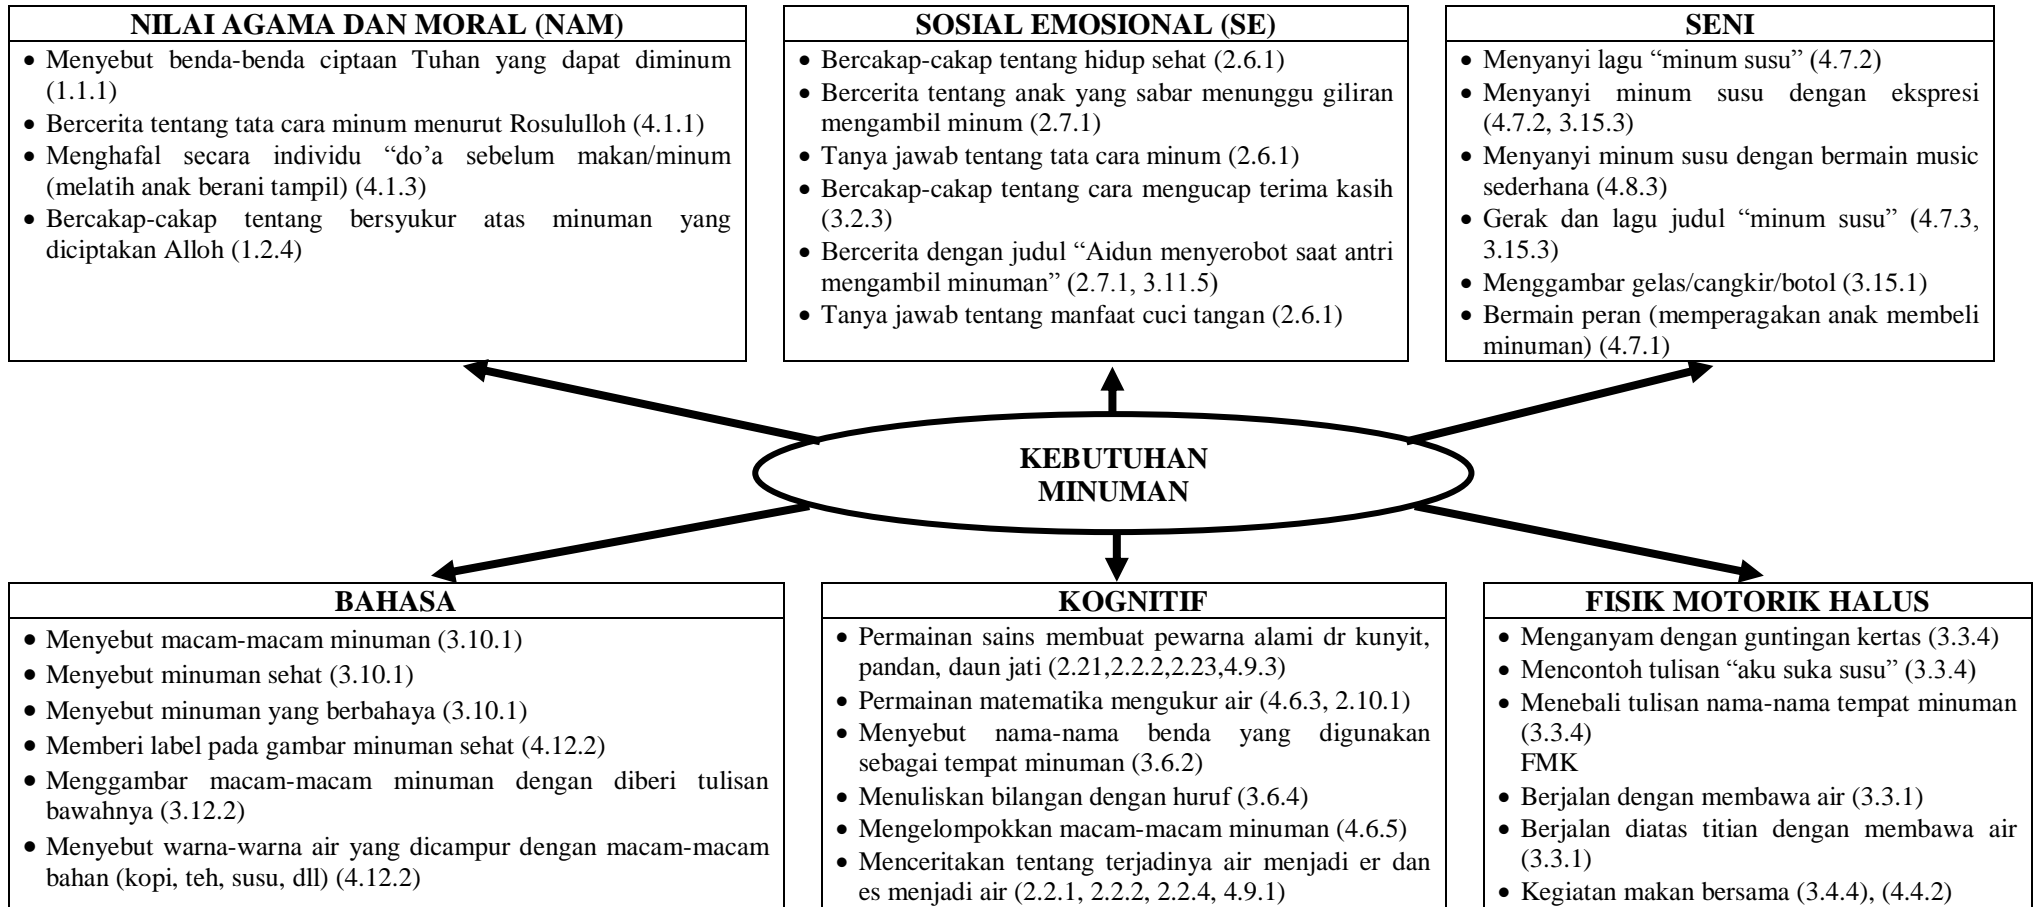 NILAI AGAMA DAN MORAL (NAM)
• Menyebut benda-benda ciptaan Tuhan yang dapat diminum
(1.1.1)
• Bercerita tentang tata cara minum menurut Rosululloh (4.1.1)
• Menghafal secara individu “do’a sebelum makan/minum
(melatih anak berani tampil) (4.1.3)
• Bercakap-cakap tentang bersyukur atas minuman yang
diciptakan Alloh (1.2.4)
SOSIAL EMOSIONAL (SE)
• Bercakap-cakap tentang hidup sehat (2.6.1)
• Bercerita tentang anak yang sabar menunggu giliran
mengambil minum (2.7.1)
• Tanya jawab tentang tata cara minum (2.6.1)
• Bercakap-cakap tentang cara mengucap terima kasih
(3.2.3)
• Bercerita dengan judul “Aidun menyerobot saat antri
mengambil minuman” (2.7.1, 3.11.5)
• Tanya jawab tentang manfaat cuci tangan (2.6.1)
SENI
• Menyanyi lagu “minum susu” (4.7.2)
• Menyanyi minum susu dengan ekspresi
(4.7.2, 3.15.3)
• Menyanyi minum susu dengan bermain music
sederhana (4.8.3)
• Gerak dan lagu judul “minum susu” (4.7.3,
3.15.3)
• Menggambar gelas/cangkir/botol (3.15.1)
• Bermain peran (memperagakan anak membeli
minuman) (4.7.1)
KEBUTUHAN
MINUMAN
BAHASA
• Menyebut macam-macam minuman (3.10.1)
• Menyebut minuman sehat (3.10.1)
• Menyebut minuman yang berbahaya (3.10.1)
• Memberi label pada gambar minuman sehat (4.12.2)
• Menggambar macam-macam minuman dengan diberi tulisan
bawahnya (3.12.2)
• Menyebut warna-warna air yang dicampur dengan macam-macam
bahan (kopi, teh, susu, dll) (4.12.2)
KOGNITIF
• Permainan sains membuat pewarna alami dr kunyit,
pandan, daun jati (2.21,2.2.2,2.23,4.9.3)
• Permainan matematika mengukur air (4.6.3, 2.10.1)
• Menyebut nama-nama benda yang digunakan
sebagai tempat minuman (3.6.2)
• Menuliskan bilangan dengan huruf (3.6.4)
• Mengelompokkan macam-macam minuman (4.6.5)
• Menceritakan tentang terjadinya air menjadi er dan
es menjadi air (2.2.1, 2.2.2, 2.2.4, 4.9.1)
FISIK MOTORIK HALUS
• Menganyam dengan guntingan kertas (3.3.4)
• Mencontoh tulisan “aku suka susu” (3.3.4)
• Menebali tulisan nama-nama tempat minuman
(3.3.4)
FMK
• Berjalan dengan membawa air (3.3.1)
• Berjalan diatas titian dengan membawa air
(3.3.1)
• Kegiatan makan bersama (3.4.4), (4.4.2)